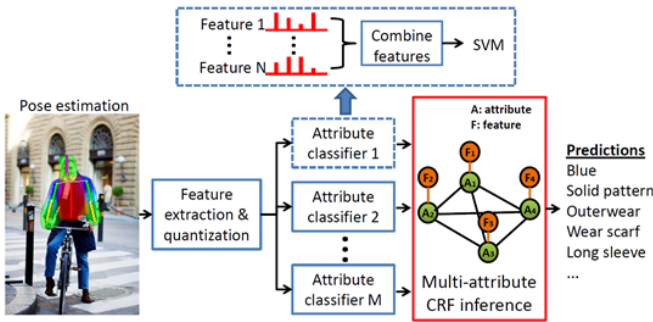 Feature 1
Feature N
Combine
features
SVM
Pose estimation
Feature
extraction &
quantization
Attribute
classifier 1
Attribute
classifier 2
Attribute
classifier M
A: attribute
F: feature
F1
F2
F4
A1
A2
F3
A4
A3
Multi-attribute
CRF inference
Predictions
Blue
Solid pattern
Outerwear
Wear scarf
Long sleeve
...